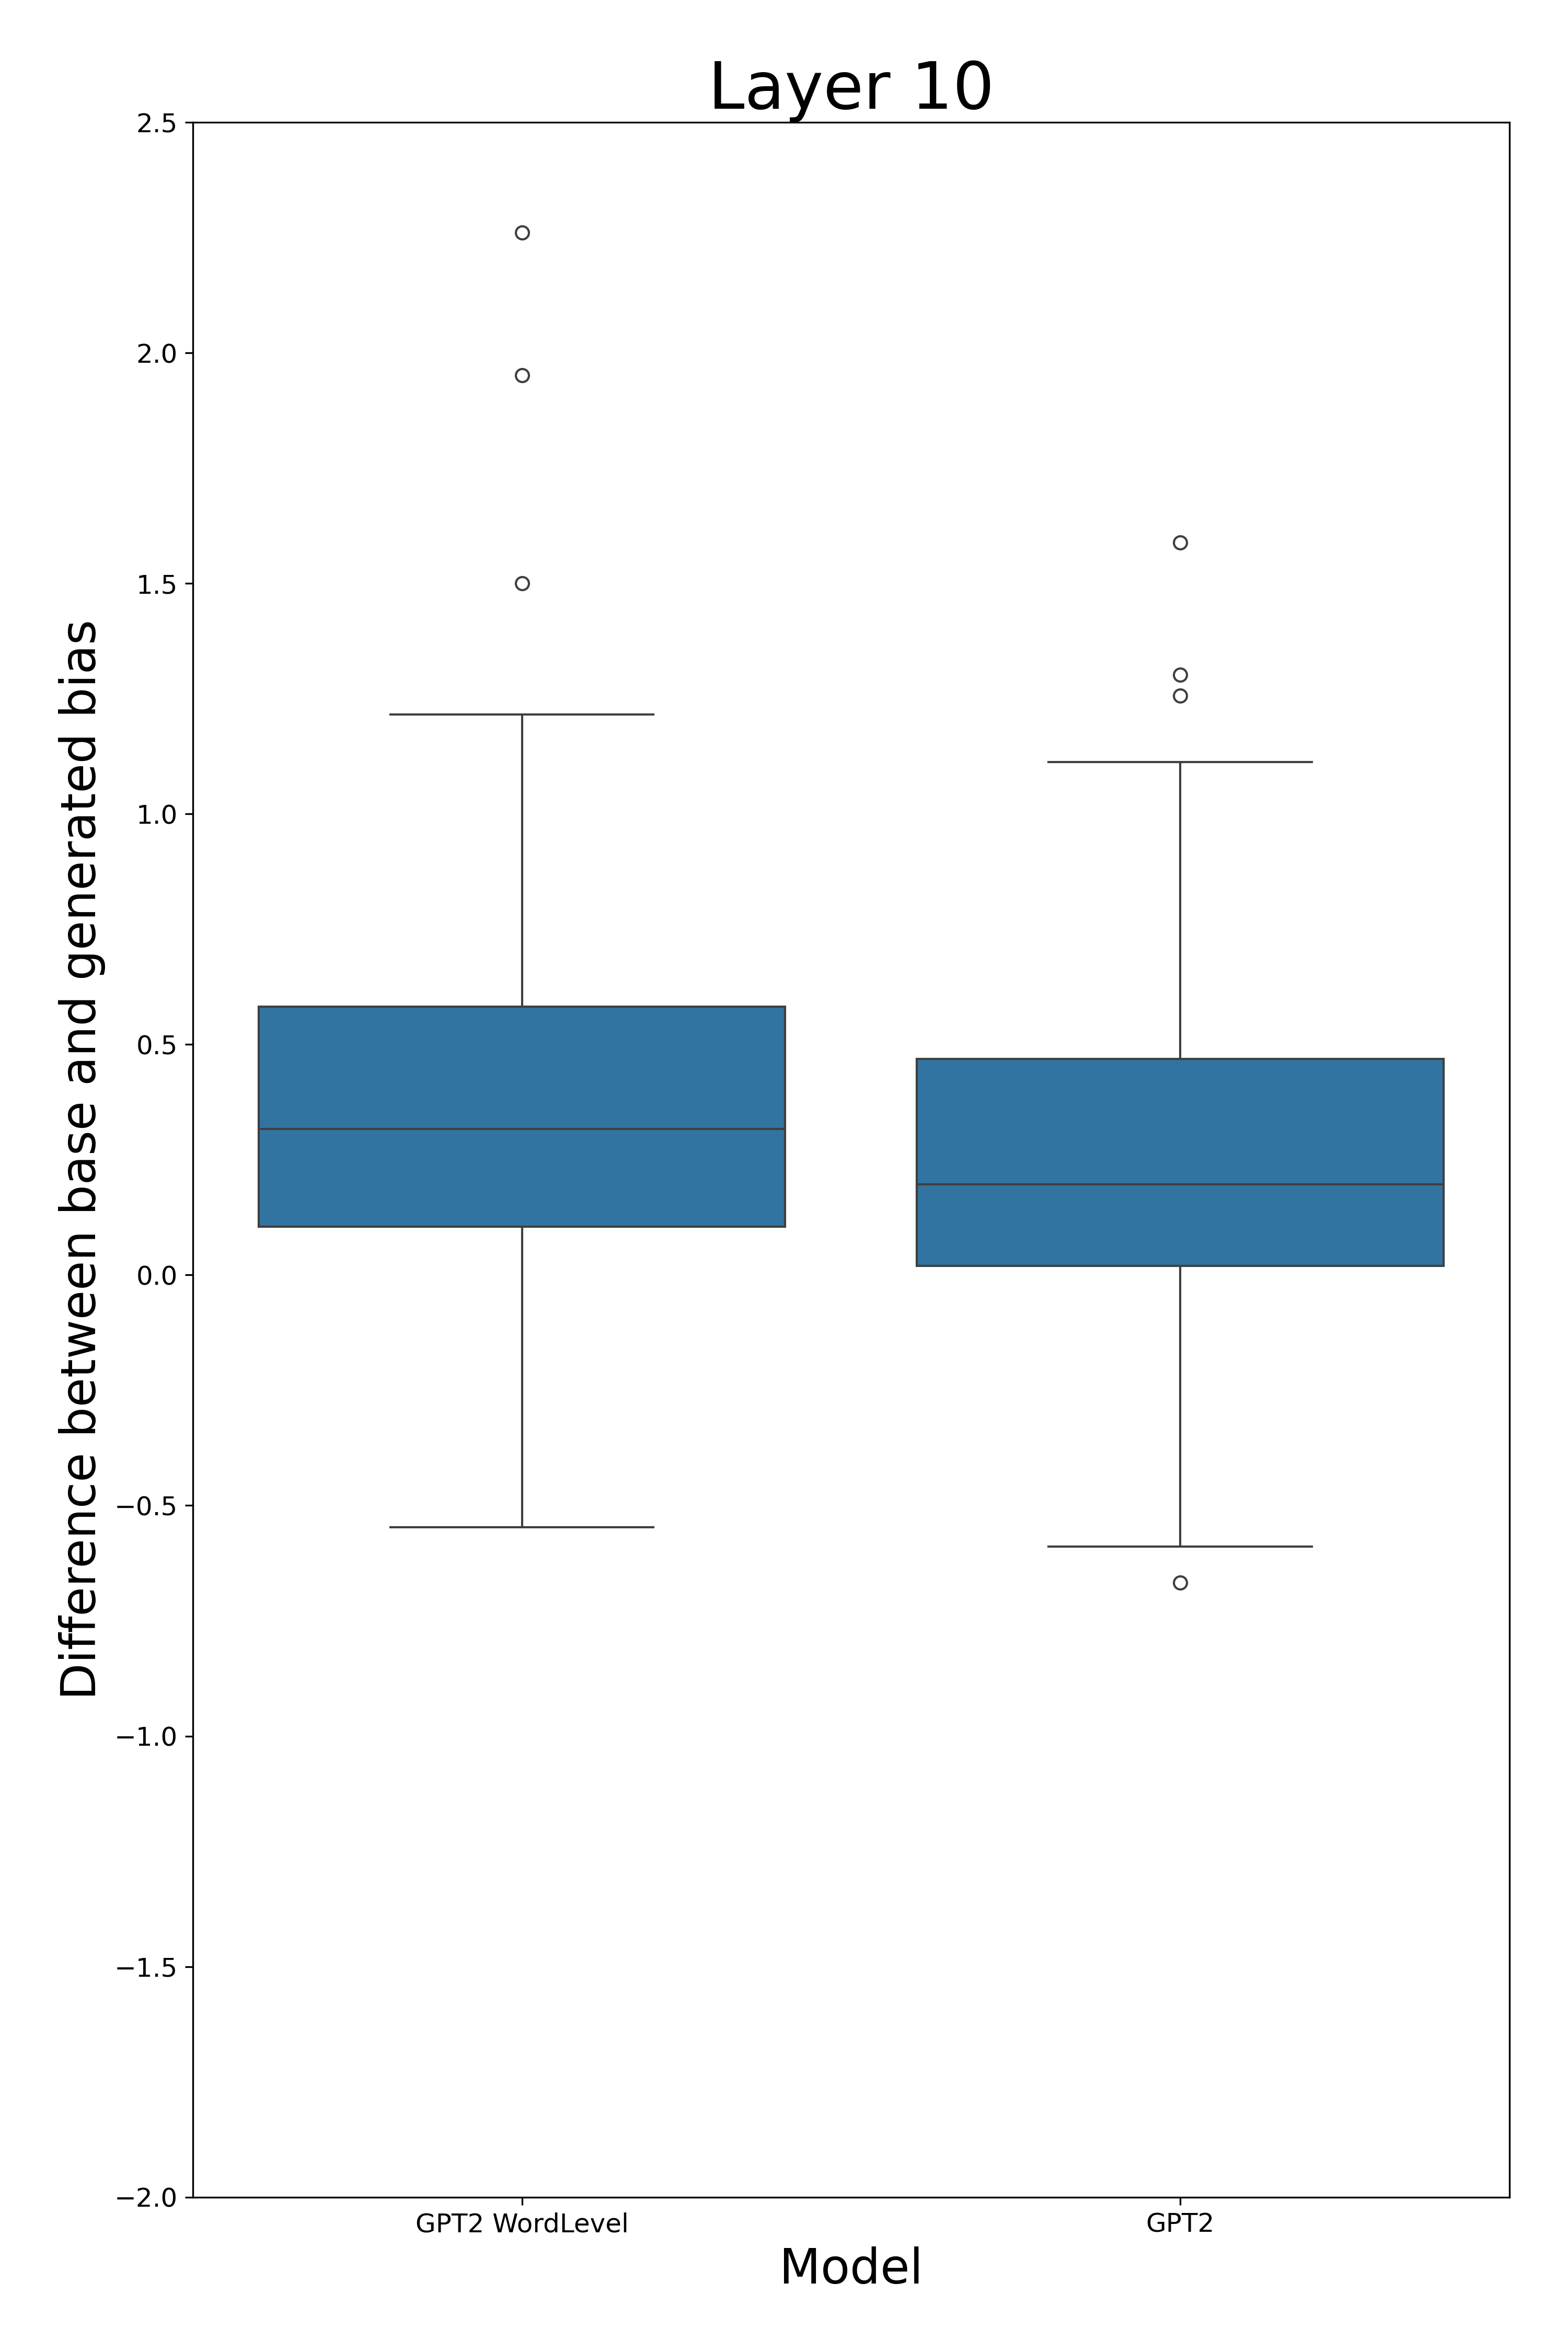 Layer 10
Difference between base and generated bias
2.5
2.0
1.5
1.0
0.5
0.0
−0.5
−1.0
−1.5
−2.0
GPT2 WordLevel
GPT2
Model